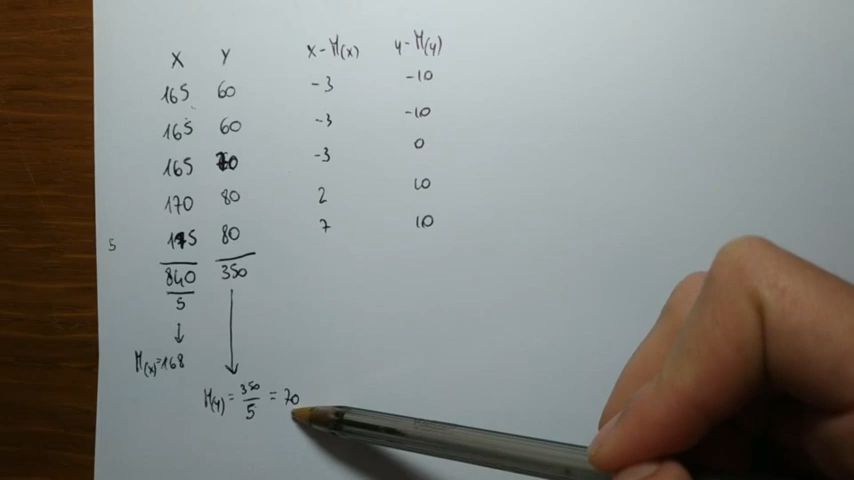 X Y x-M(x) y-M(y)
165 60 -3 -10
165 60 -3 -10
165 70 -3 0
170 80 2 10
5 175 80 7 10
840 350
5
M(x)=168
M(y) = 350/5 = 70